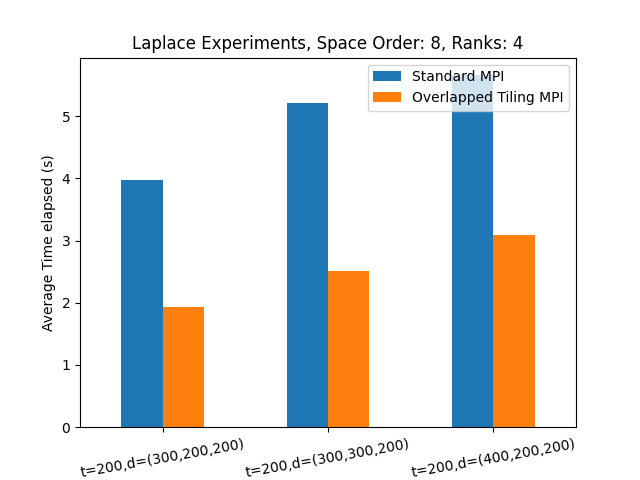 Laplace Experiments, Space Order: 8, Ranks: 4
Standard MPI
Overlapped Tiling MPI
Average Time elapsed (s)
5
4
3
2
1
0
t=200,d=(300,200,200)
t=200,d=(300,300,200)
t=200,d=(400,200,200)